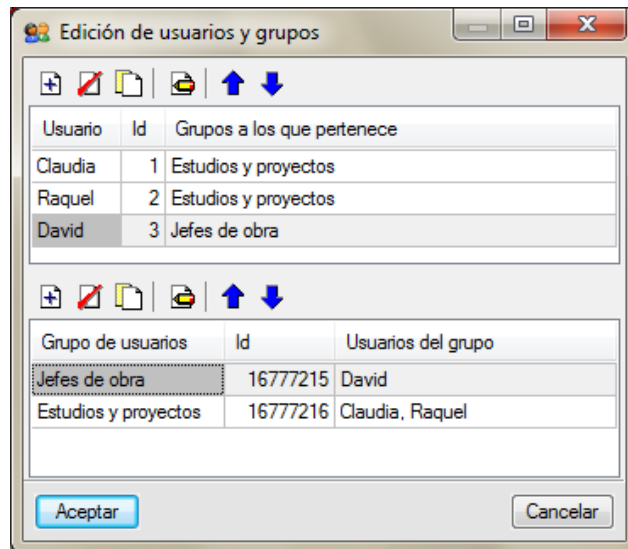 Edición de usuarios y grupos
Usuario Id Grupos a los que pertenece
Claudia 1 Estudios y proyectos
Raquel 2 Estudios y proyectos
David 3 Jefes de obra
Grupo de usuarios Id Usuarios del grupo
Jefes de obra 16777215 David
Estudios y proyectos 16777216 Claudia, Raquel
Aceptar Cancelar